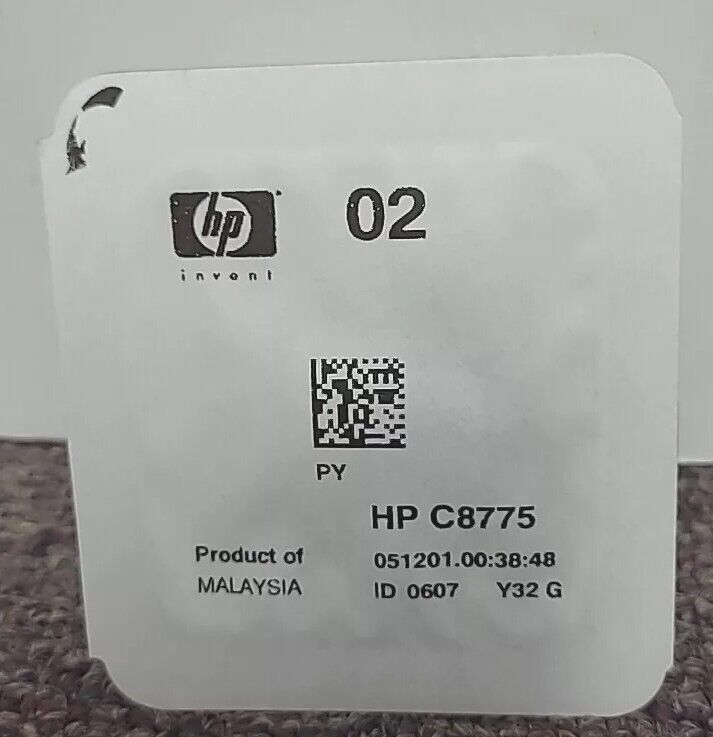 hp 02
invent
PY
HP C8775
Product of 051201.00:38:48
MALAYSIA ID 0607 Y32 G